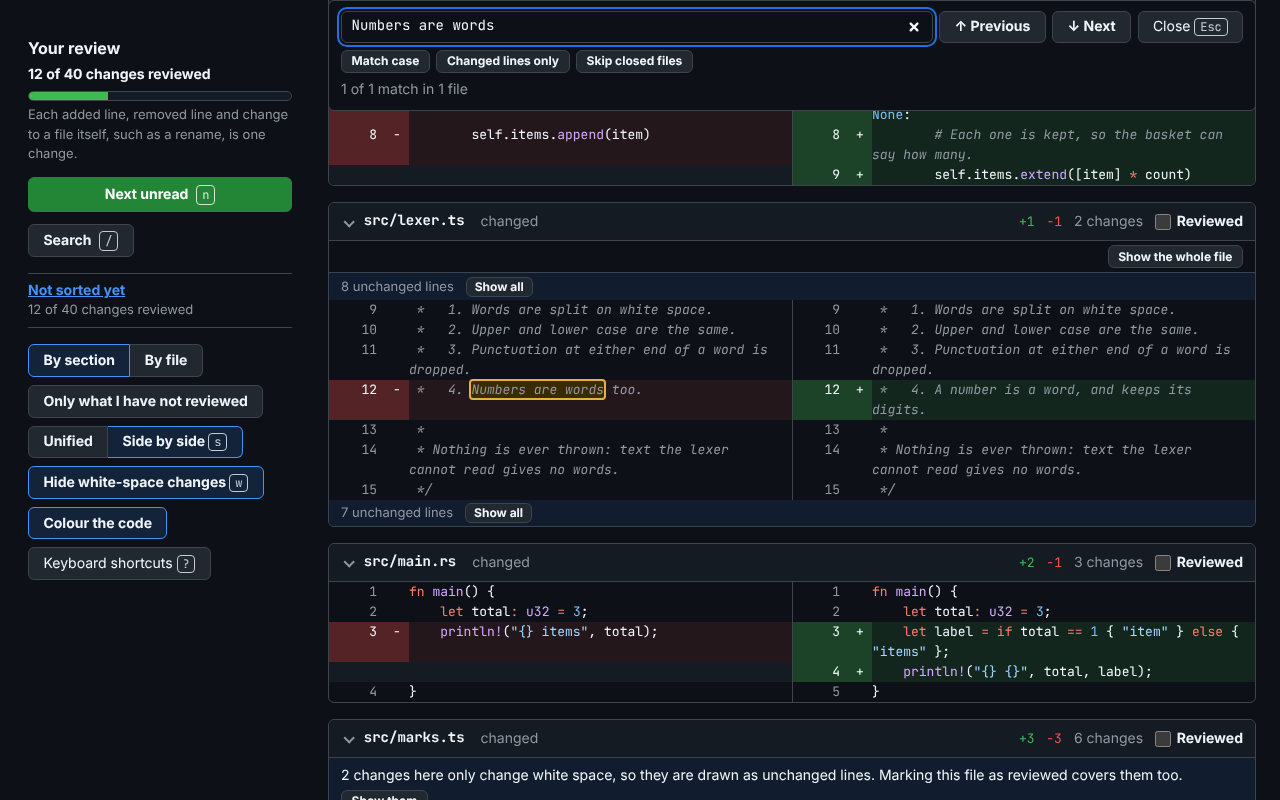 Your review
12 of 40 changes reviewed
Each added line, removed line and change
to a file itself, such as a rename, is one
change.
Next unread n
Search /
Not sorted yet
12 of 40 changes reviewed
By section By file
Only what I have not reviewed
Unified Side by side s
Hide white-space changes w
Colour the code
Keyboard shortcuts ?
Numbers are words × ↑ Previous ↓ Next Close Esc
Match case Changed lines only Skip closed files
1 of 1 match in 1 file
None:
8 - self.items.append(item) 8 + # Each one is kept, so the basket can
say how many.
9 + self.items.extend([item] * count)
src/lexer.ts changed +1 -1 2 changes Reviewed
Show the whole file
8 unchanged lines Show all
9 * 1. Words are split on white space. 9 * 1. Words are split on white space.
10 * 2. Upper and lower case are the same. 10 * 2. Upper and lower case are the same.
11 * 3. Punctuation at either end of a word is 11 * 3. Punctuation at either end of a word is
dropped. dropped.
12 - * 4. Numbers are words too. 12 + * 4. A number is a word, and keeps its
digits.
13 * 13 *
14 * Nothing is ever thrown: text the lexer 14 * Nothing is ever thrown: text the lexer
cannot read gives no words. cannot read gives no words.
15 */ 15 */
7 unchanged lines Show all
src/main.rs changed +2 -1 3 changes Reviewed
1 fn main() { 1 fn main() {
2 let total: u32 = 3; 2 let total: u32 = 3;
3 - println!("{} items", total); 3 + let label = if total == 1 { "item" } else {
"items" };
4 + println!("{} {}", total, label);
4 } 5 }
src/marks.ts changed +3 -3 6 changes Reviewed
2 changes here only change white space, so they are drawn as unchanged lines. Marking this file as reviewed covers them too.
Show them